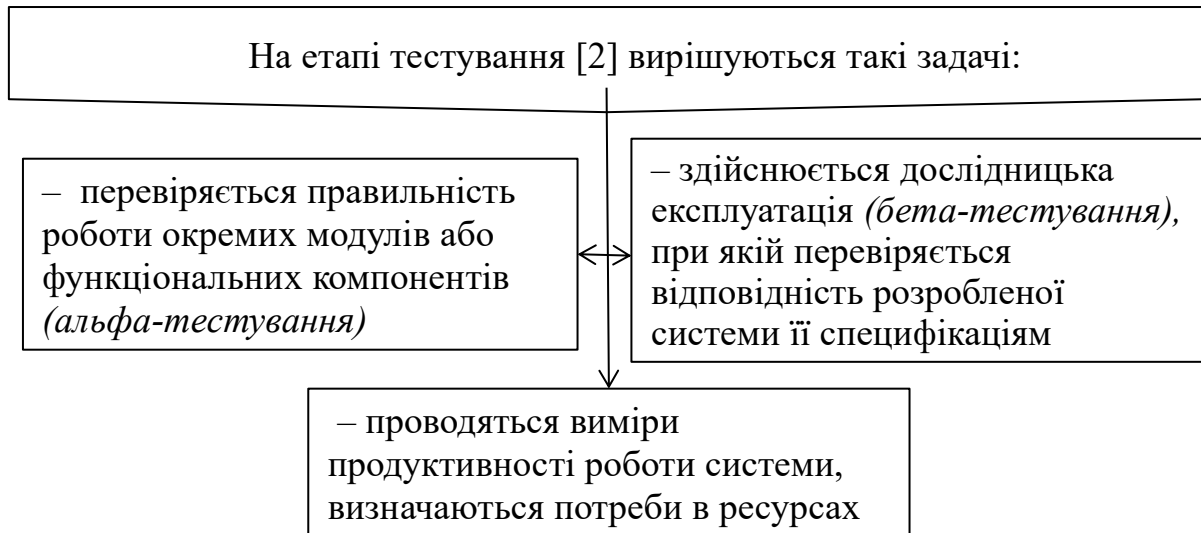 На етапі тестування [2] вирішуються такі задачі:
– перевіряється правильність
роботи окремих модулів або
функціональних компонентів
(альфа-тестування)
– здійснюється дослідницька
експлуатація (бета-тестування),
при якій перевіряється
відповідність розробленої
системи її специфікаціям
– проводяться виміри
продуктивності роботи системи,
визначаються потреби в ресурсах